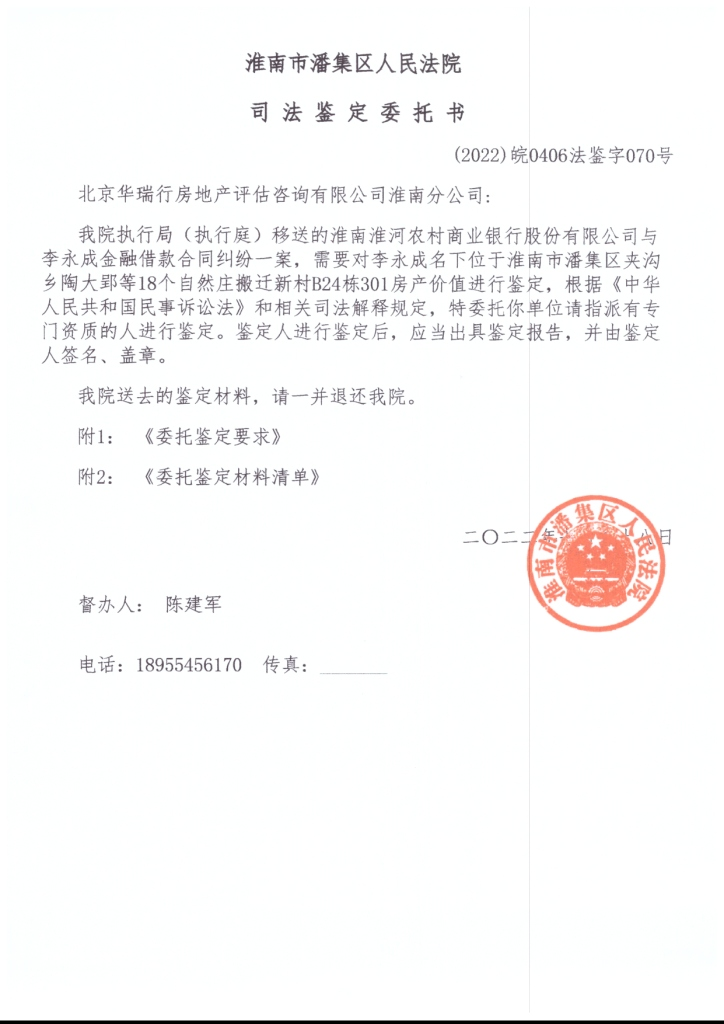 淮南市潘集区人民法院
司法鉴定委托书
(2022)皖0406法鉴字070号
北京华瑞行房地产评估咨询有限公司淮南分公司:
我院执行局（执行庭）移送的淮南淮河农村商业银行股份有限公司与
李永成金融借款合同纠纷一案，需要对李永成名下位于淮南市潘集区夹沟
乡陶大郢等18个自然庄搬迁新村B24栋301房产价值进行鉴定，根据《中华
人民共和国民事诉讼法》和相关司法解释规定，特委托你单位请指派有专
门资质的人进行鉴定。鉴定人进行鉴定后，应当出具鉴定报告，并由鉴定
人签名、盖章。
我院送去的鉴定材料，请一并退还我院。
附1： 《委托鉴定要求》
附2： 《委托鉴定材料清单》
二〇二二年 八日
淮南市潘集区人民法院
督办人： 陈建军
电话：18955456170 传真：